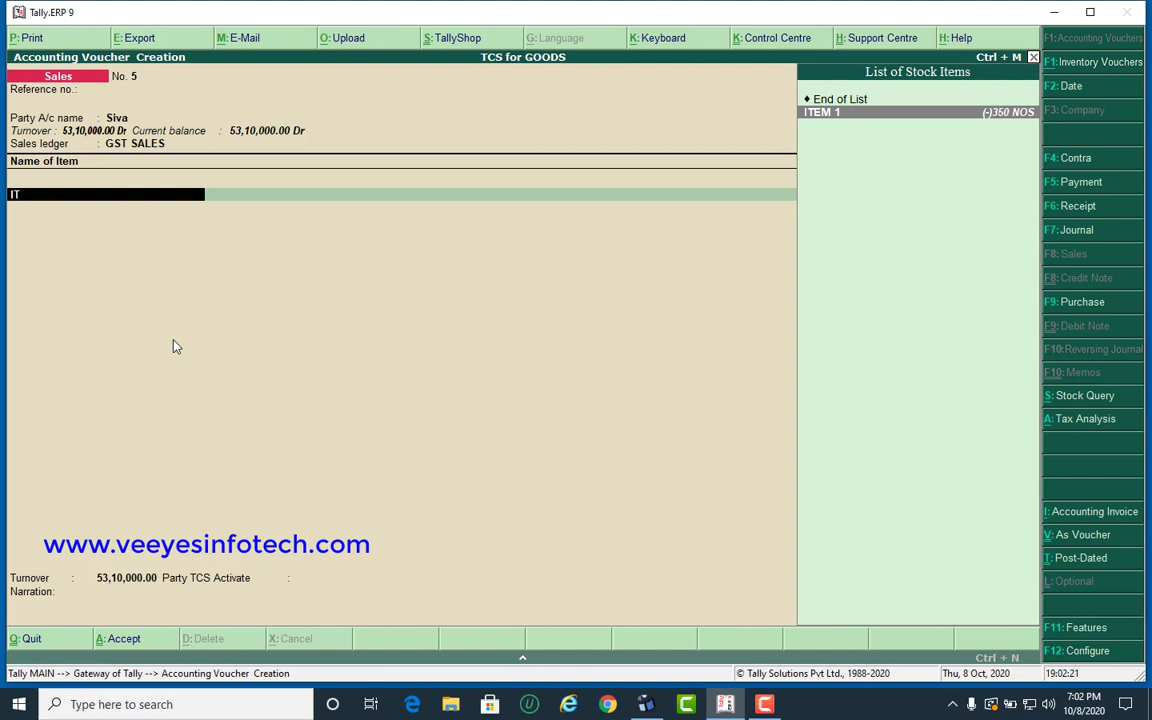 Tally.ERP 9
P: Print E: Export M: E-Mail O: Upload S: TallyShop G: Language K: Keyboard K: Control Centre H: Support Centre H: Help
Accounting Voucher Creation TCS for GOODS Ctrl + M
Sales No. 5
Reference no.:
Party A/c name : Siva
Turnover : 53,10,000.00 Dr Current balance : 53,10,000.00 Dr
Sales ledger : GST SALES
Name of Item
IT
List of Stock Items
♦ End of List
ITEM 1 (-)350 NOS
F1: Accounting Vouchers
F1: Inventory Vouchers
F2: Date
F3: Company
F4: Contra
F5: Payment
F6: Receipt
F7: Journal
F8: Sales
F8: Credit Note
F9: Purchase
F9: Debit Note
F10: Reversing Journal
F10: Memos
S: Stock Query
A: Tax Analysis
I: Accounting Invoice
V: As Voucher
T: Post-Dated
L: Optional
F11: Features
F12: Configure
www.veeyesinfotech.com
Turnover : 53,10,000.00 Party TCS Activate :
Narration:
Q: Quit A: Accept D: Delete X: Cancel
Ctrl + N
Tally MAIN --> Gateway of Tally --> Accounting Voucher Creation © Tally Solutions Pvt Ltd., 1988-2020 Thu, 8 Oct, 2020 19:02:21
Type here to search
7:02 PM
10/8/2020